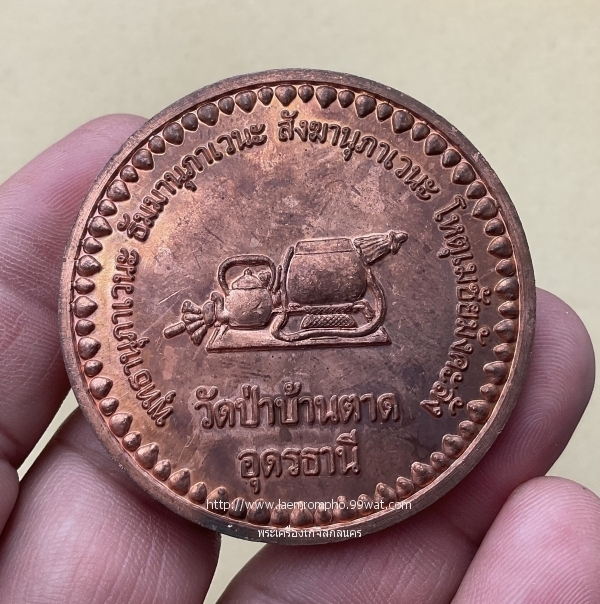 พุทธานุภาเวนะ ธัมมานุภาเวนะ สังฆานุภาเวนะ โหตุเมชัยมังคะลัง
วัดป่าบ้านตาด
อุดรธานี
http://www.laemrompho.99wat.com
พระเครื่องเกจิสกลนคร